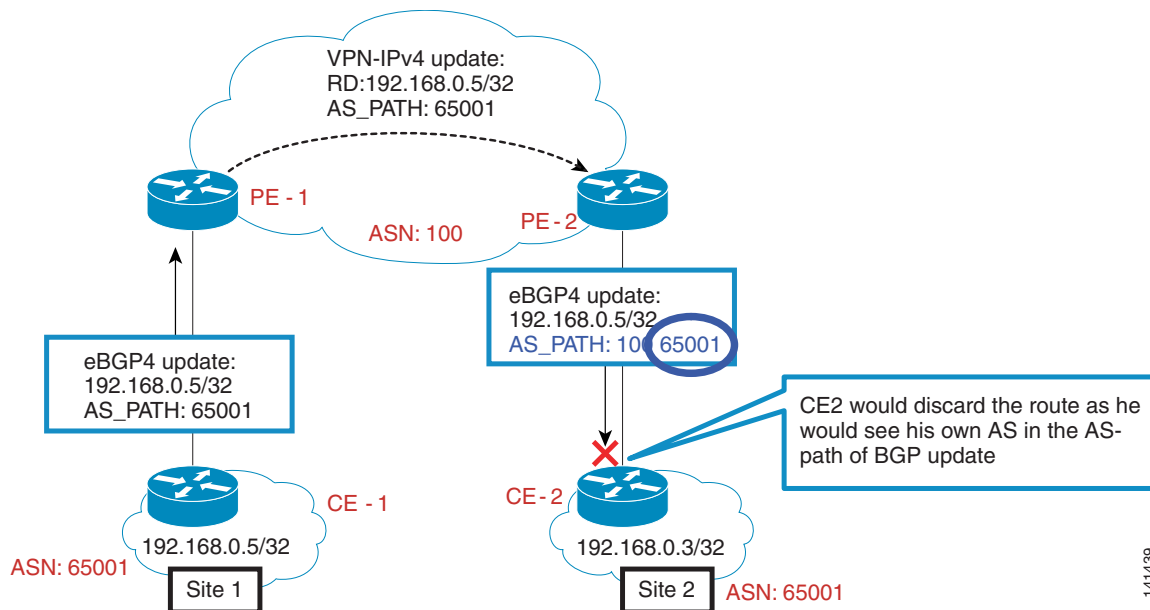 VPN-IPv4 update:
RD:192.168.0.5/32
AS_PATH: 65001
PE - 1
PE - 2
ASN: 100
eBGP4 update:
192.168.0.5/32
AS_PATH: 65001
eBGP4 update:
192.168.0.5/32
AS_PATH: 100 65001
CE2 would discard the route as he
would see his own AS in the AS-
path of BGP update
CE - 1
192.168.0.5/32
ASN: 65001
Site 1
CE - 2
192.168.0.3/32
Site 2
ASN: 65001
141439